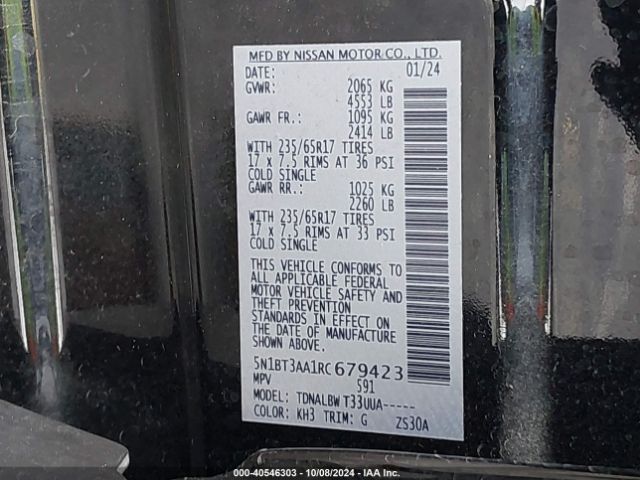 MFD BY NISSAN MOTOR CO., LTD.
DATE: 01/24
GVWR: 2065 KG
4553 LB
GAWR FR.: 1095 KG
2414 LB
WITH 235/65R17 TIRES
17 x 7.5 RIMS AT 36 PSI
COLD SINGLE
GAWR RR.: 1025 KG
2260 LB
WITH 235/65R17 TIRES
17 x 7.5 RIMS AT 33 PSI
COLD SINGLE
THIS VEHICLE CONFORMS TO
ALL APPLICABLE FEDERAL
MOTOR VEHICLE SAFETY AND
THEFT PREVENTION
STANDARDS IN EFFECT ON
THE DATE OF MANUFACTURE
SHOWN ABOVE.
5N1BT3AA1RC679423
MPV S91
MODEL: TDNALBW T33UUA-----
COLOR: KH3 TRIM: G ZS30A
000-40546303 - 10/08/2024 - IAA Inc.